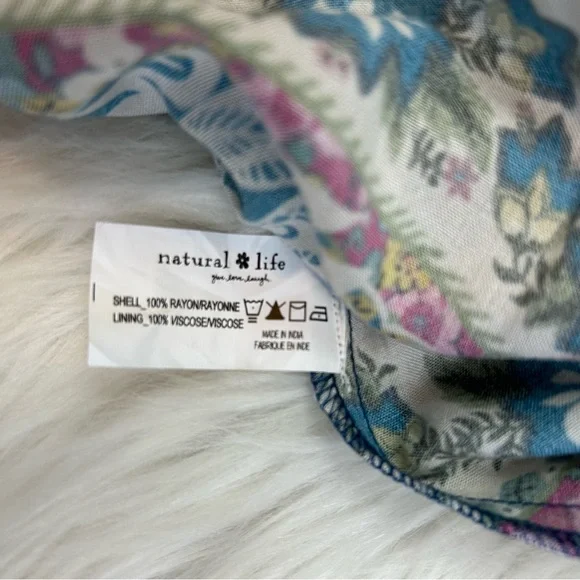 natural life
give love. laugh
SHELL_100% RAYON/RAYONNE
LINING_100% VISCOSE/VISCOSE
MADE IN INDIA
FABRIQUE EN INDE